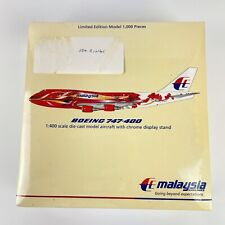 Limited Edition Model 1,000 Pieces
BOEING 747-400
1:400 scale die-cast model aircraft with chrome display stand
malaysia
Going beyond expectations